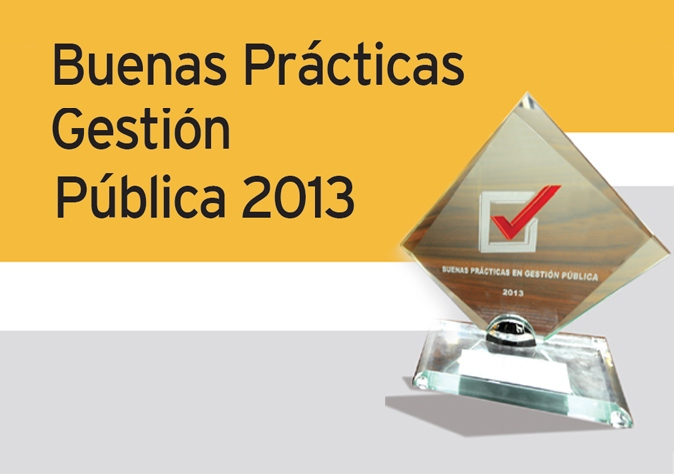 Buenas Prácticas
Gestión
Pública 2013
BUENAS PRÁCTICAS EN GESTIÓN PÚBLICA
2013